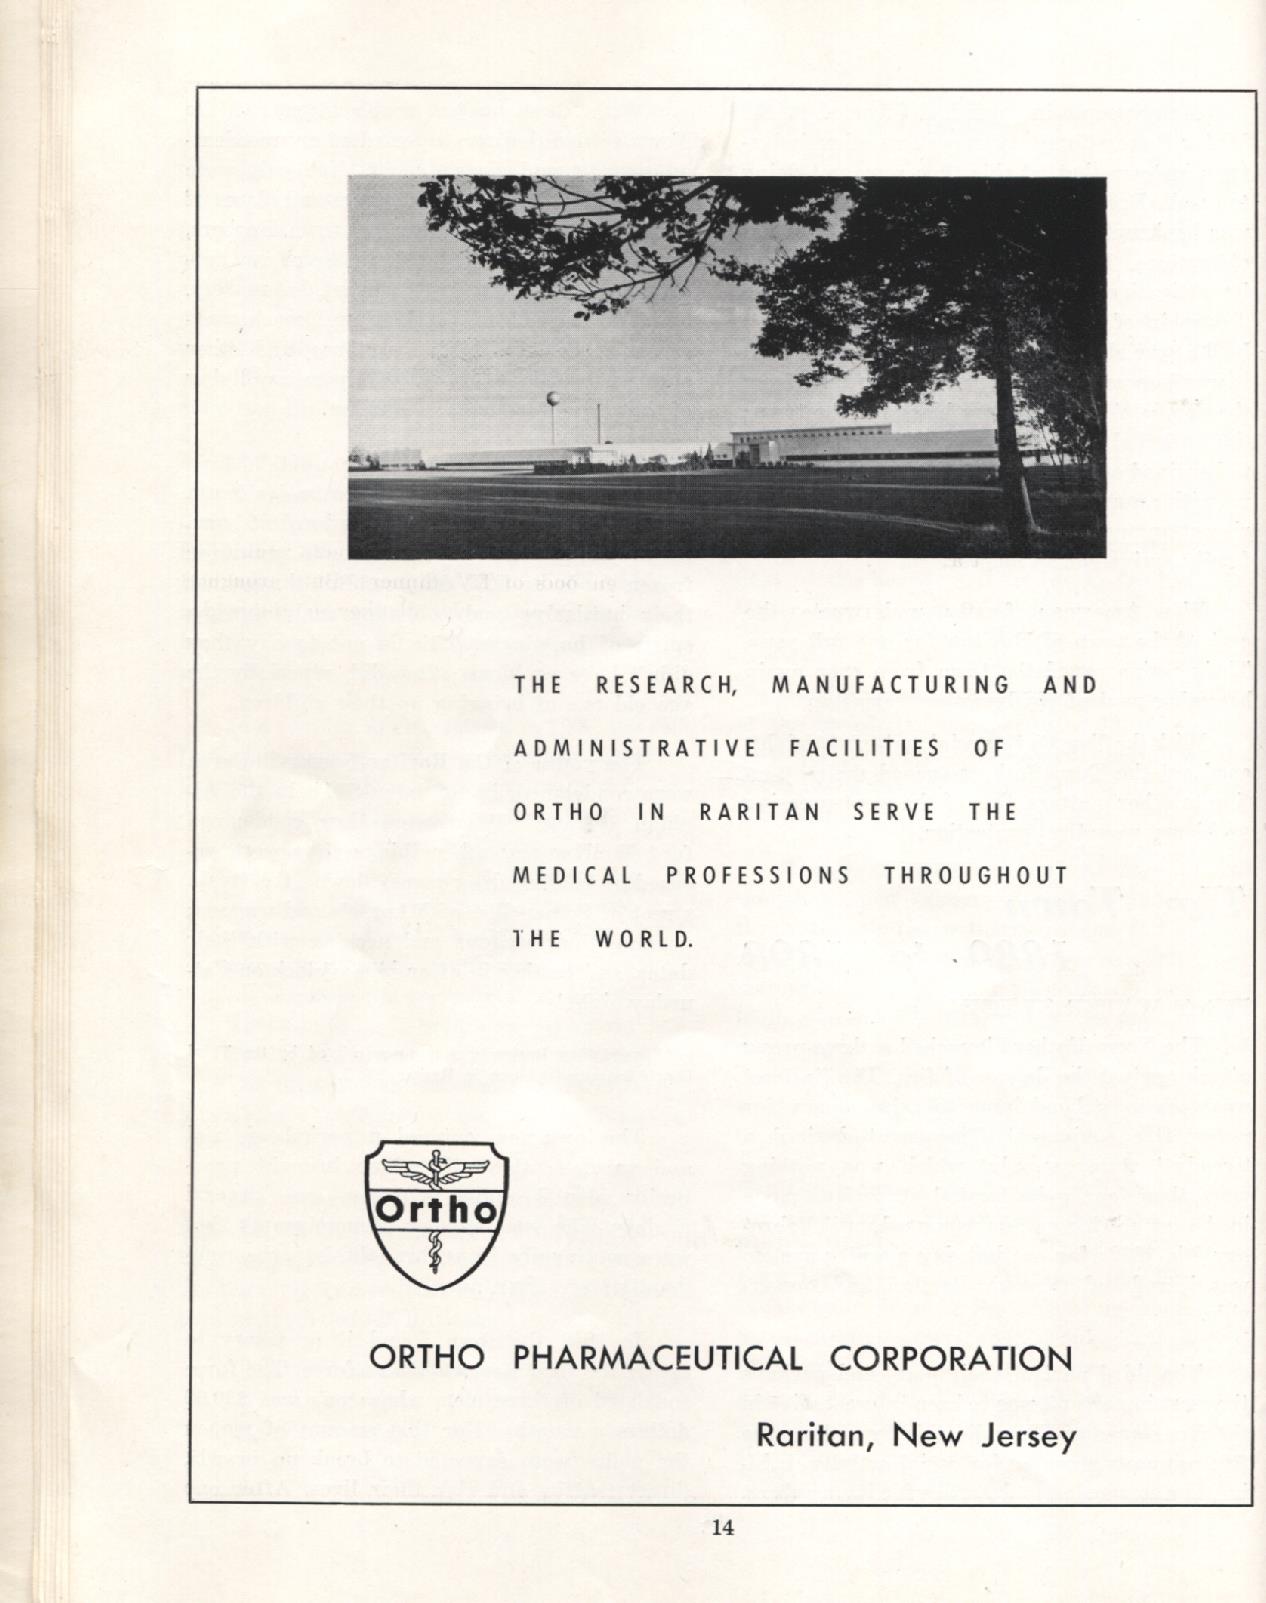 THE RESEARCH, MANUFACTURING AND
ADMINISTRATIVE FACILITIES OF
ORTHO IN RARITAN SERVE THE
MEDICAL PROFESSIONS THROUGHOUT
THE WORLD.
Ortho
ORTHO PHARMACEUTICAL CORPORATION
Raritan, New Jersey
14